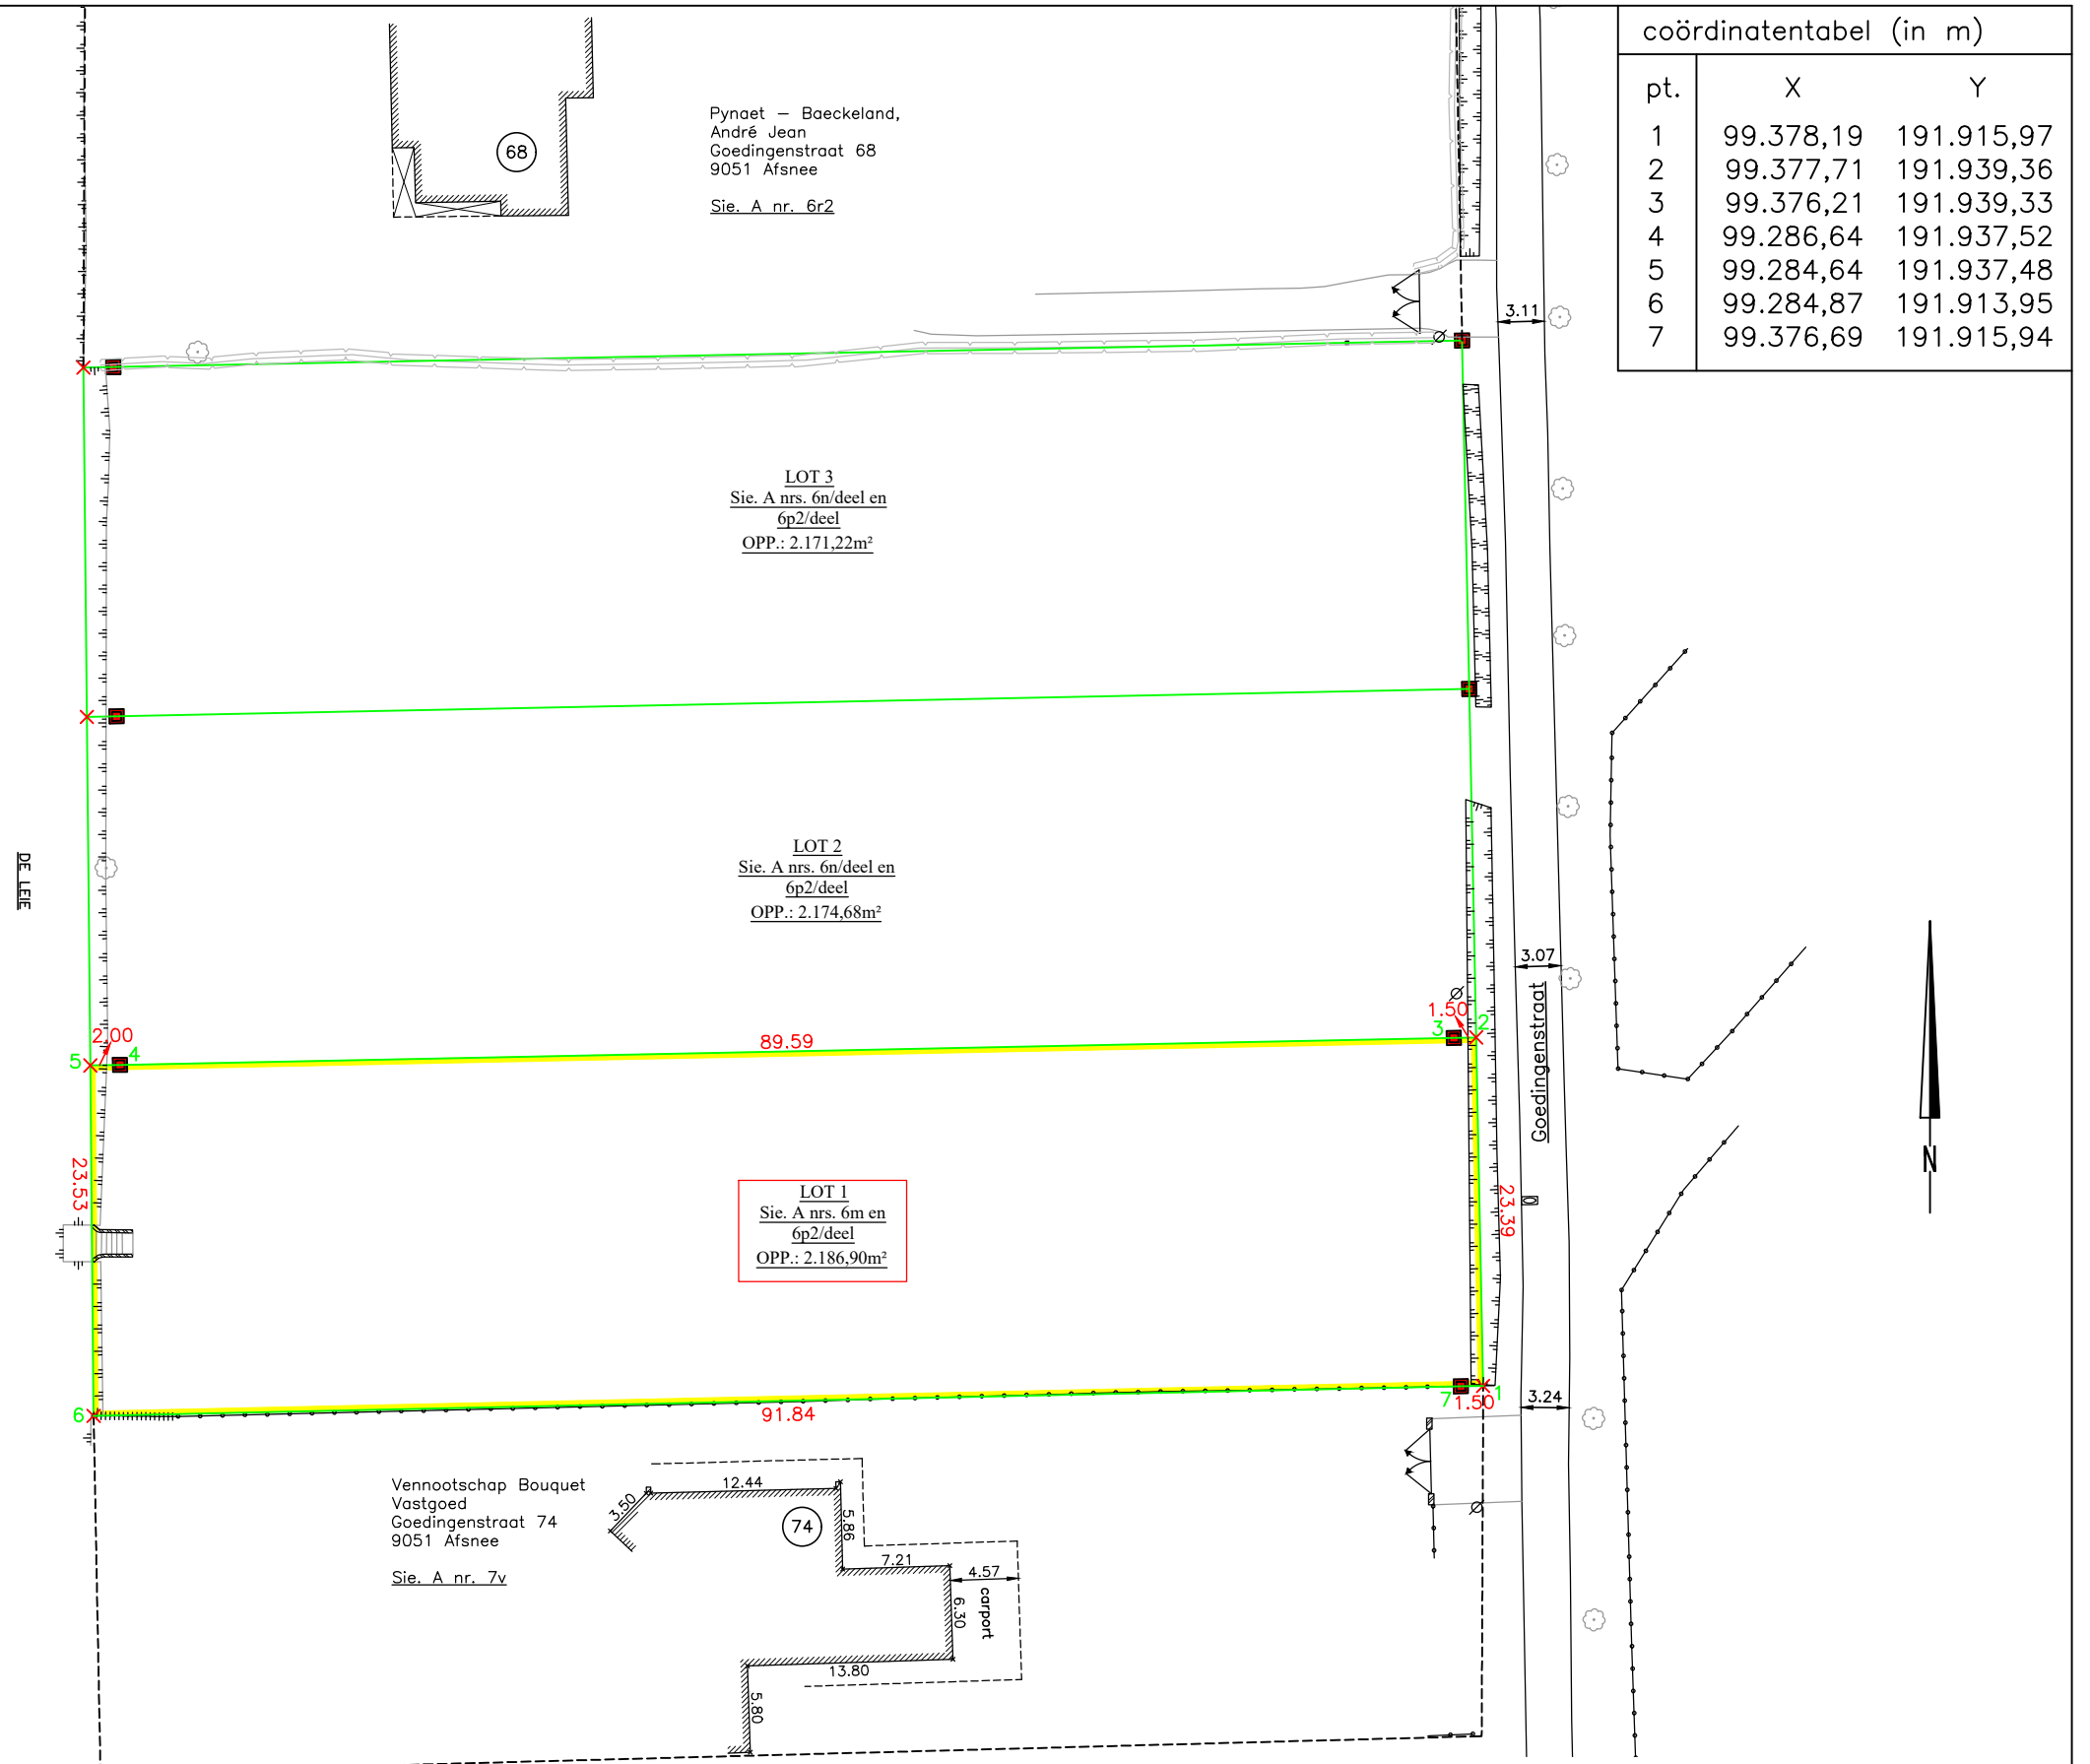 coördinatentabel (in m)
pt. X Y
1 99.378,19 191.915,97
2 99.377,71 191.939,36
3 99.376,21 191.939,33
4 99.286,64 191.937,52
5 99.284,64 191.937,48
6 99.284,87 191.913,95
7 99.376,69 191.915,94
68
Pynaet – Baeckeland,
André Jean
Goedingenstraat 68
9051 Afsnee
Sie. A nr. 6r2
3.11
LOT 3
Sie. A nrs. 6n/deel en
6p2/deel
OPP.: 2.171,22m²
LOT 2
Sie. A nrs. 6n/deel en
6p2/deel
OPP.: 2.174,68m²
DE LEIE
3.07
Goedingenstraat
1.50
3
2
2.00
4
5
89.59
23.53
LOT 1
Sie. A nrs. 6m en
6p2/deel
OPP.: 2.186,90m²
23.39
N
6
91.84
7
1.50
1
3.24
Vennootschap Bouquet
Vastgoed
Goedingenstraat 74
9051 Afsnee
Sie. A nr. 7v
3.50
12.44
74
5.86
7.21
4.57
carport
6.30
13.80
5.80